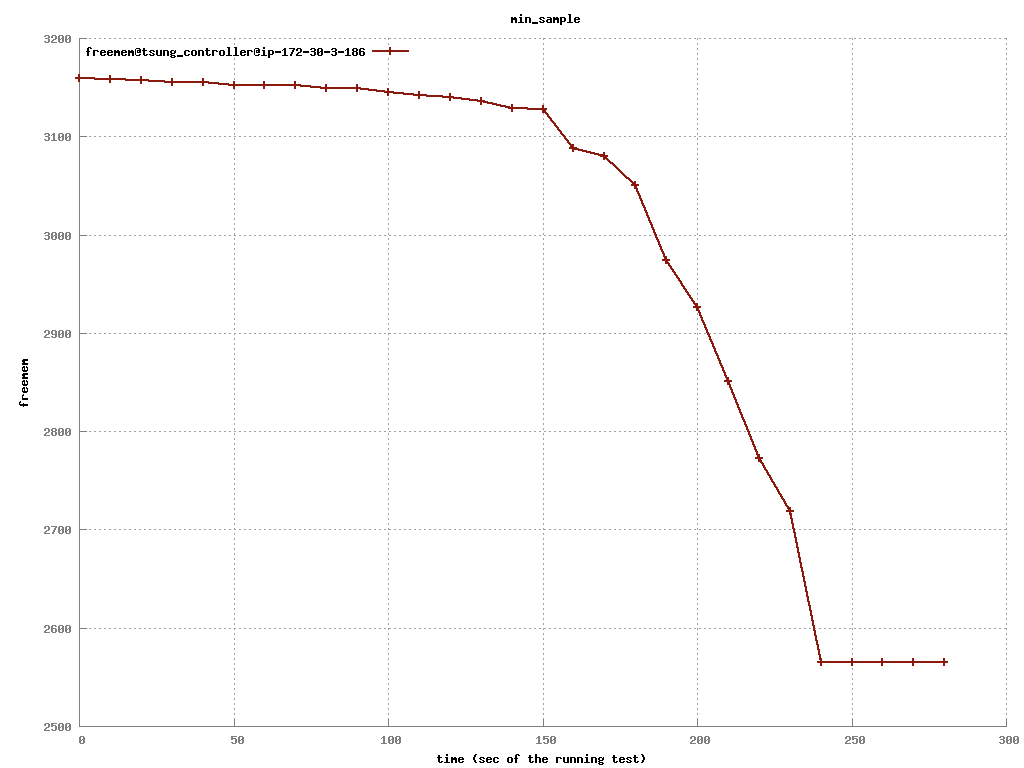 min_sample
3200
freemem@tsung_controller@ip-172-30-3-186
3100
3000
2900
freemem
2800
2700
2600
2500
0 50 100 150 200 250 300
time (sec of the running test)